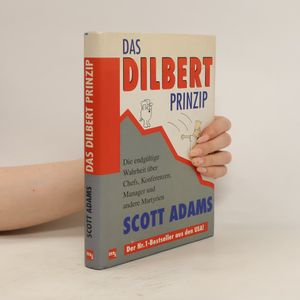 DAS
DILBERT
PRINZIP
Die endgültige
Wahrheit über
Chefs, Konferenzen,
Manager und
andere Martyrien
SCOTT ADAMS
Der Nr.1-Bestseller aus den USA!
SCOTT ADAMS DAS DILBERT PRINZIP